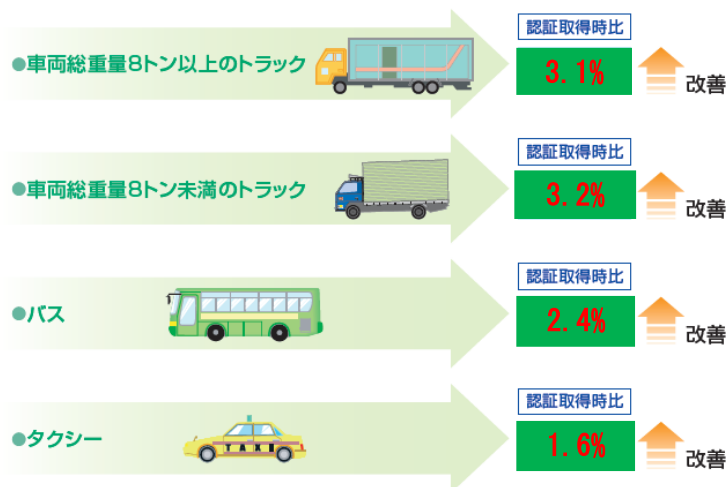 認証取得時比
●車両総重量8トン以上のトラック
3.1%
改善
認証取得時比
●車両総重量8トン未満のトラック
3.2%
改善
認証取得時比
●バス
2.4%
改善
認証取得時比
●タクシー
TAXI
1.6%
改善